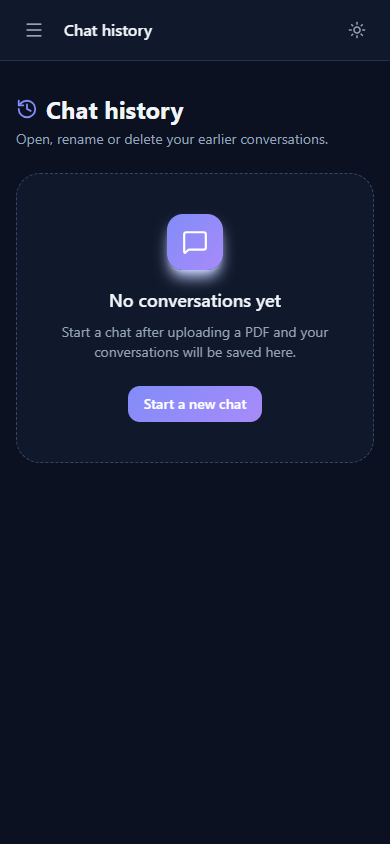 Chat history
Chat history
Open, rename or delete your earlier conversations.
No conversations yet
Start a chat after uploading a PDF and your
conversations will be saved here.
Start a new chat